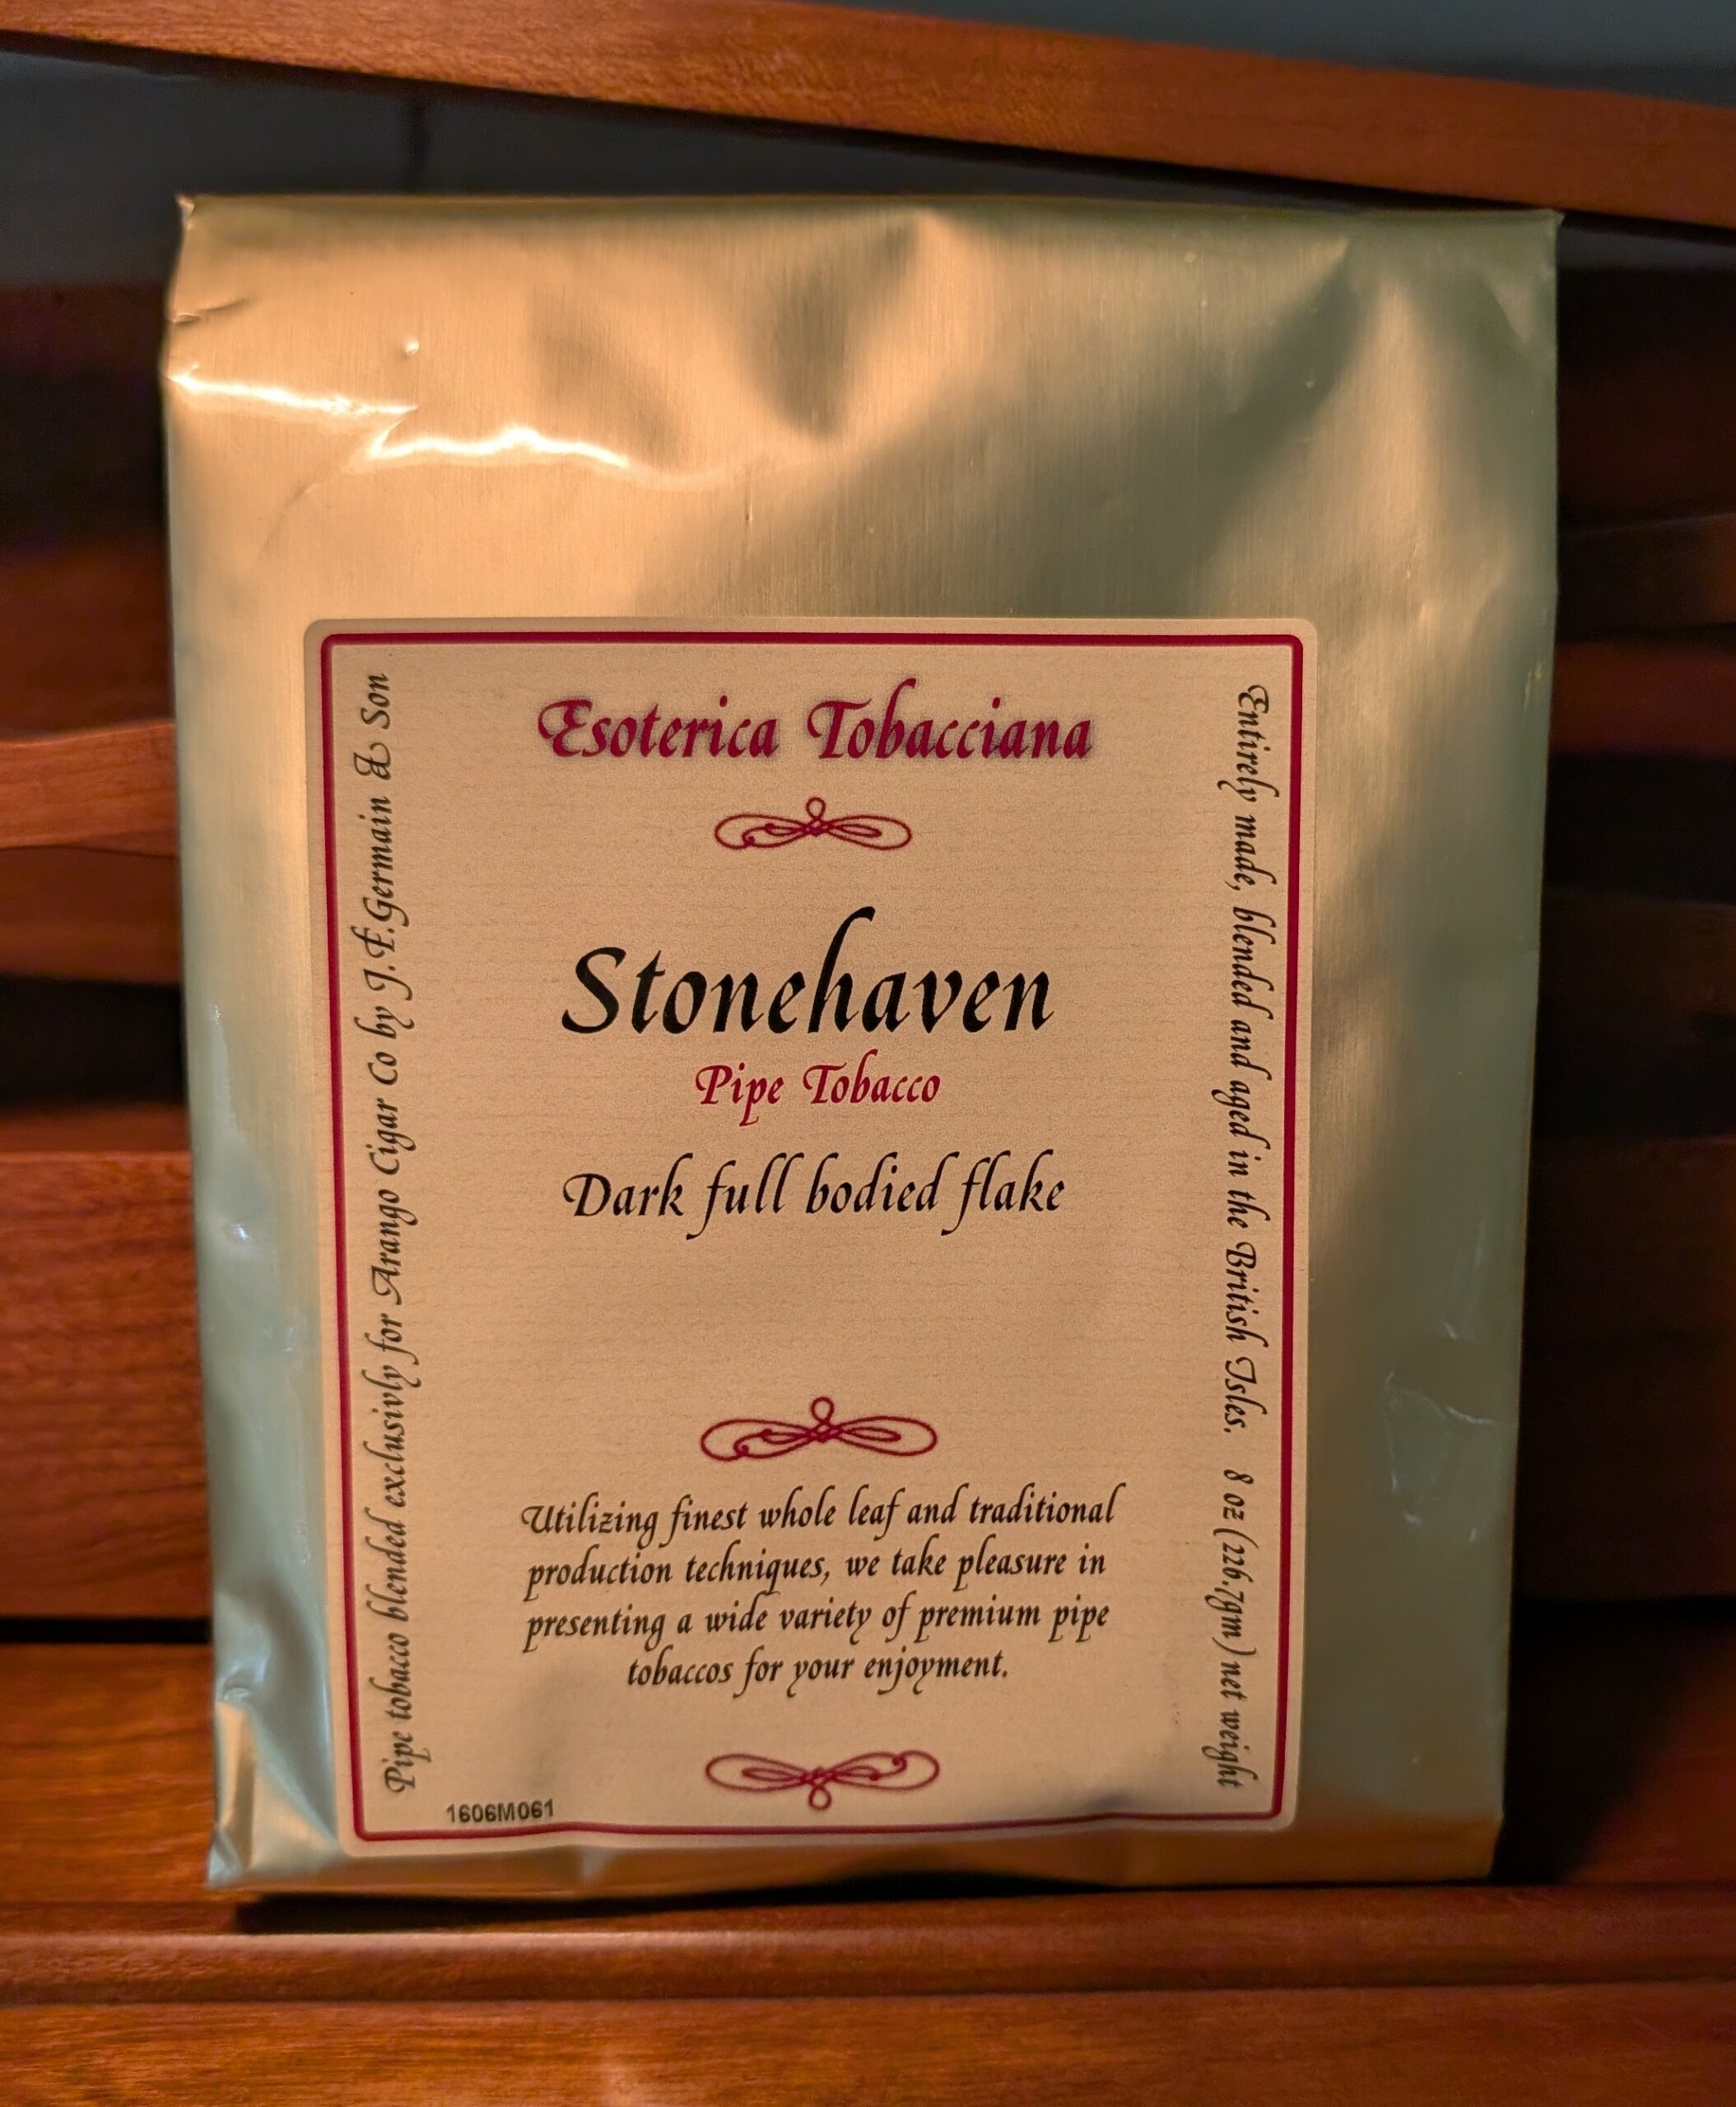 Esoterica Tobacciana
Stonehaven
Pipe Tobacco
Dark full bodied flake
Utilizing finest whole leaf and traditional
production techniques, we take pleasure in
presenting a wide variety of premium pipe
tobaccos for your enjoyment.
Pipe tobacco blended exclusivly for Arango Cigar Co by J.F.Germain & Son
Entirely made, blended and aged in the British Isles. 8 oz (226.7gm) net weight
1606M061